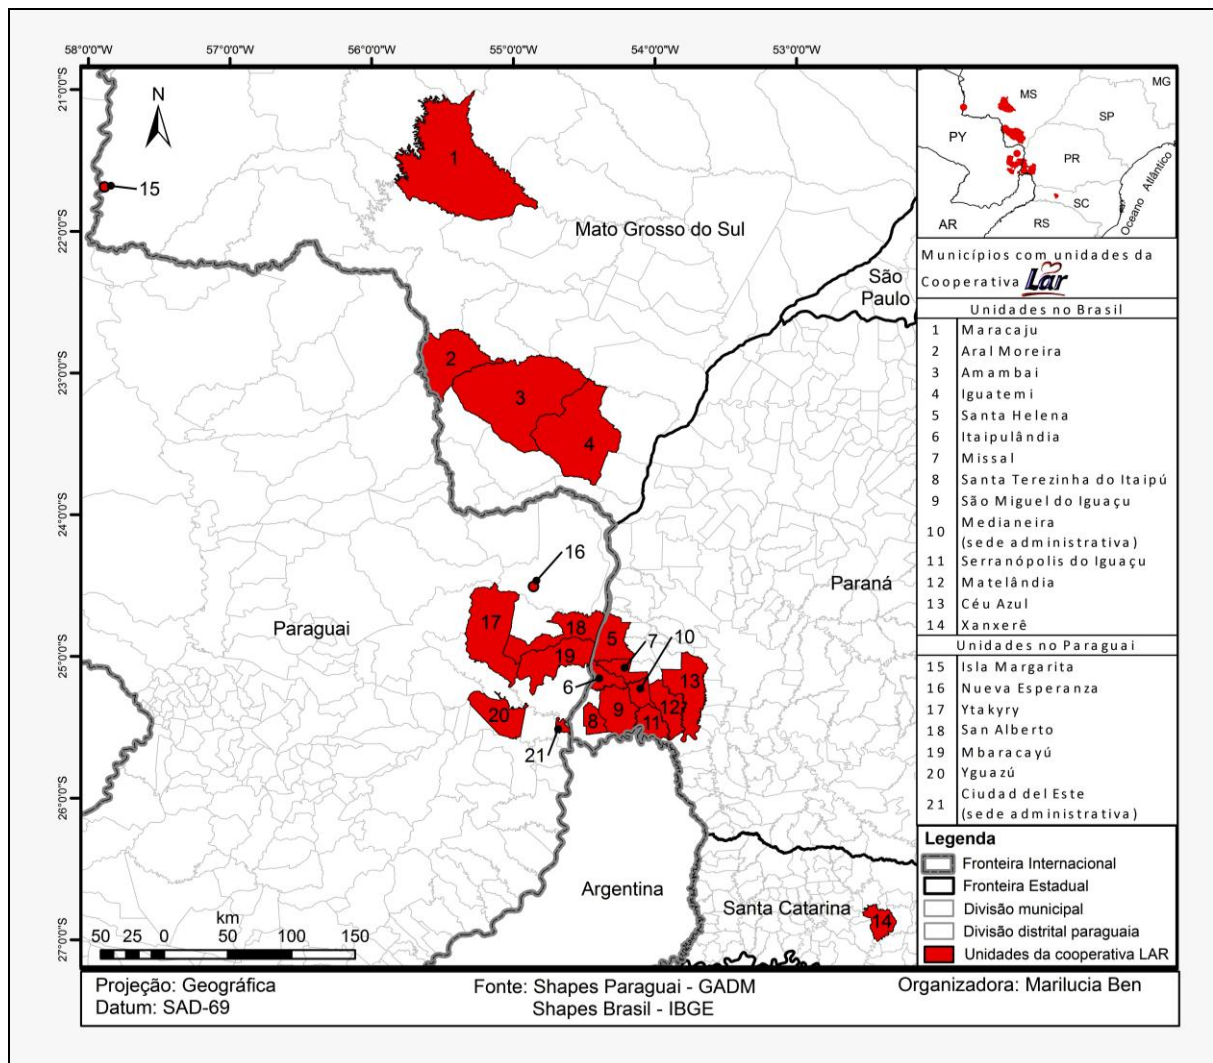 58°0'0"W
57°0'0"W
56°0'0"W
55°0'0"W
54°0'0"W
53°0'0"W
21°0'0"S
22°0'0"S
23°0'0"S
24°0'0"S
25°0'0"S
26°0'0"S
27°0'0"S
N
1
15
Mato Grosso do Sul
São
Paulo
2
3
4
16
Paraná
Paraguai
17
18
5
7
10
19
6
13
20
9
12
8
11
21
Argentina
Santa Catarina
14
km
50 25 0 50 100 150
MG
MS
SP
PY
PR
SC
AR
RS
Oceano Atlântico
Municípios com unidades da
Cooperativa Lar
Unidades no Brasil
1 Maracaju
2 Aral Moreira
3 Amambai
4 Iguatemi
5 Santa Helena
6 Itaipulândia
7 Missal
8 Santa Terezinha do Itaipú
9 São Miguel do Iguaçu
10 Medianeira
(sede administrativa)
11 Serranópolis do Iguaçu
12 Matelândia
13 Céu Azul
14 Xanxerê
Unidades no Paraguai
15 Isla Margarita
16 Nueva Esperanza
17 Ytakyry
18 San Alberto
19 Mbaracayú
20 Yguazú
21 Ciudad del Este
(sede administrativa)
Legenda
Fronteira Internacional
Fronteira Estadual
Divisão municipal
Divisão distrital paraguaia
Unidades da cooperativa LAR
Projeção: Geográfica
Datum: SAD-69
Fonte: Shapes Paraguai - GADM
Shapes Brasil - IBGE
Organizadora: Marilucia Ben